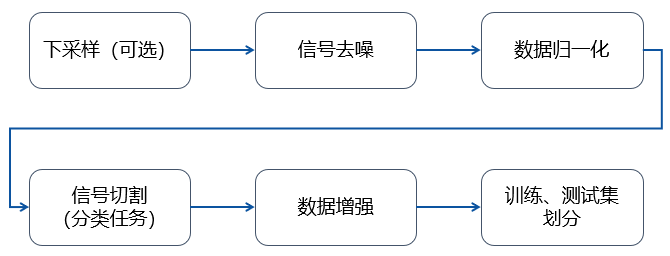 下采样（可选）
信号去噪
数据归一化
信号切割
(分类任务)
数据增强
训练、测试集
划分